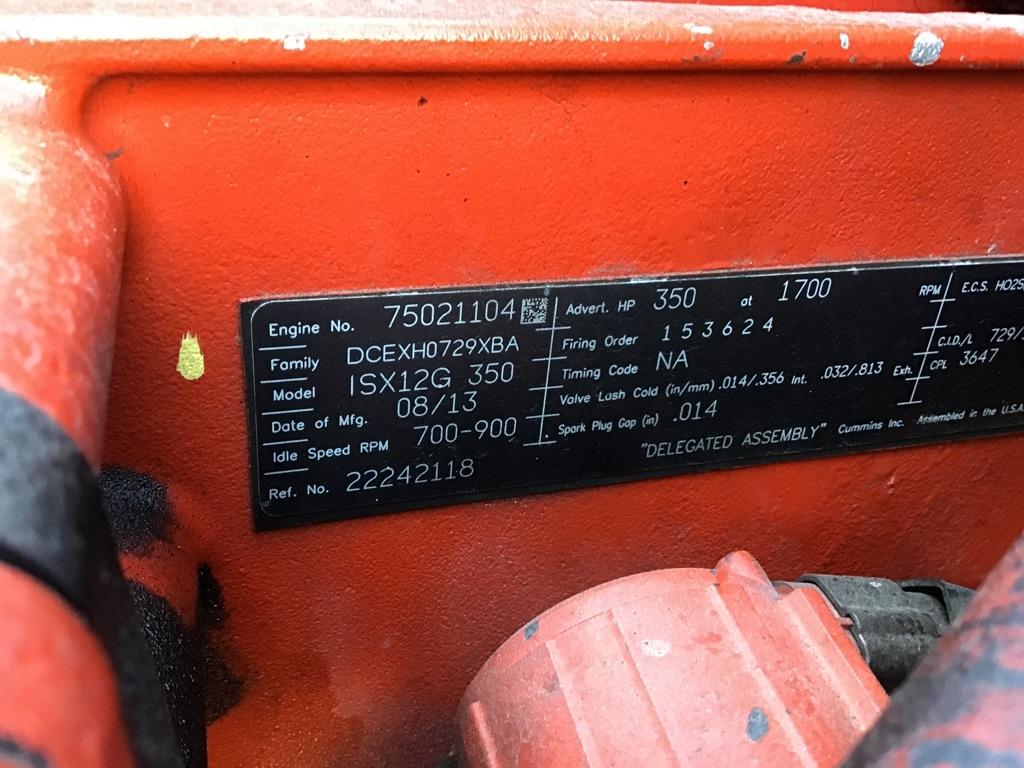 Engine No. 75021104 Advert. HP 350 at 1700 RPM E.C.S.
Family DCEXH0729XBA Firing Order 1 5 3 6 2 4 C.I.D./L 729/
Model ISX12G 350 Timing Code NA CPL 3647
Date of Mfg. 08/13 Valve Lash Cold (in/mm) .014/.356 Int. .032/.813 Exh.
Idle Speed RPM 700-900 Spark Plug Gap (in) .014
Ref. No. 22242118 "DELEGATED ASSEMBLY" Cummins Inc. Assembled in the U.S.A.